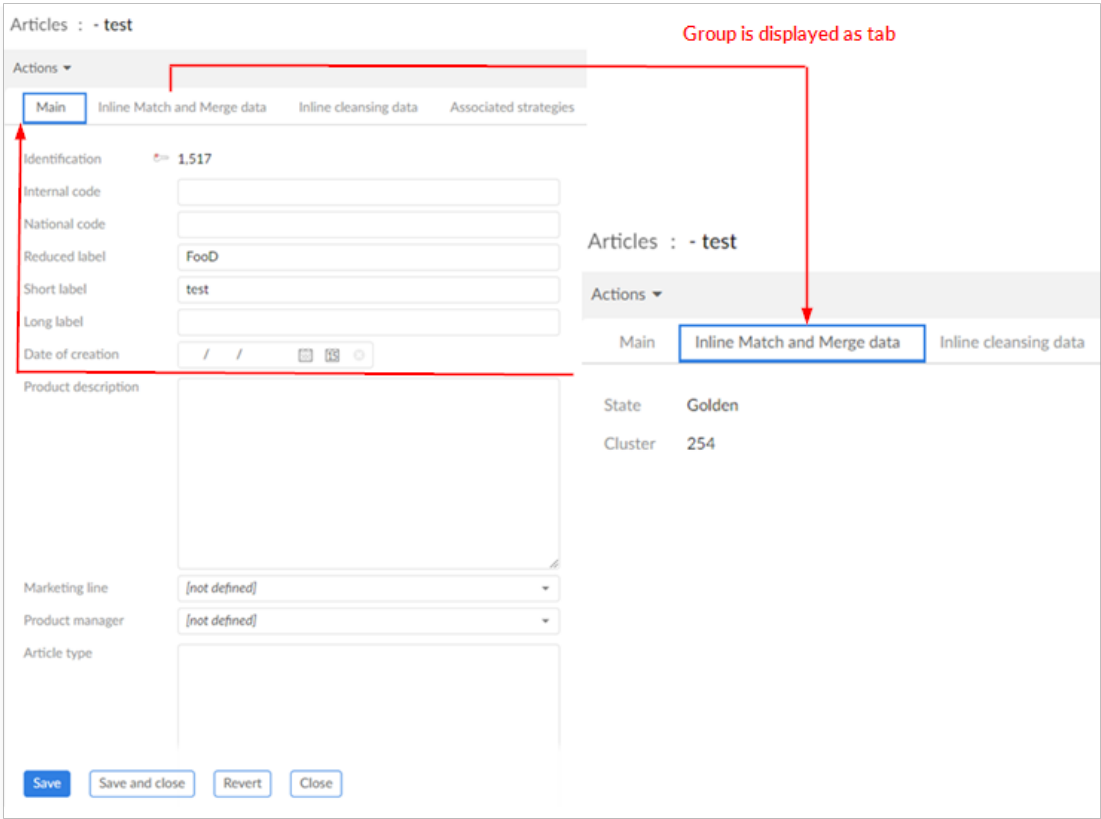 Articles : - test
Group is displayed as tab
Actions
Main Inline Match and Merge data Inline cleansing data Associated strategies
Identification 1,517
Internal code
National code
Reduced label FooD
Short label test
Long label
Date of creation / / 15
Product description
Marketing line [not defined]
Product manager [not defined]
Article type
Save Save and close Revert Close
Articles : - test
Actions
Main Inline Match and Merge data Inline cleansing data
State Golden
Cluster 254